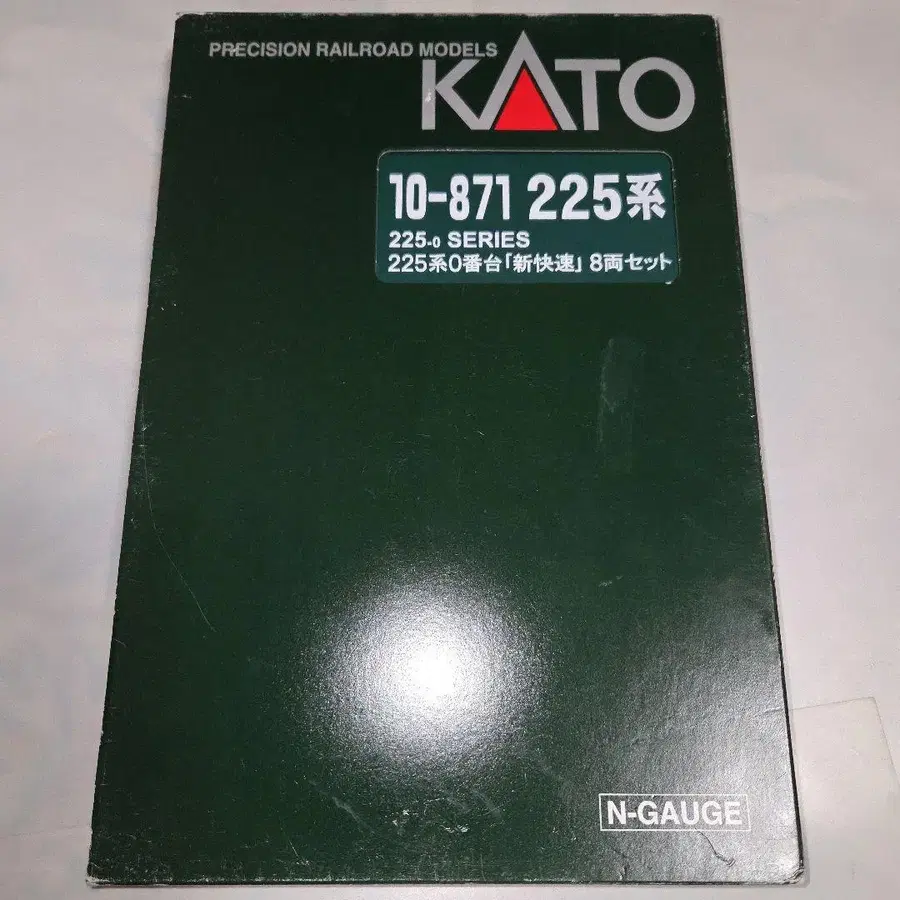 PRECISION RAILROAD MODELS
KATO
10-871 225系
225-0 SERIES
225系0番台「新快速」8両セット
N-GAUGE